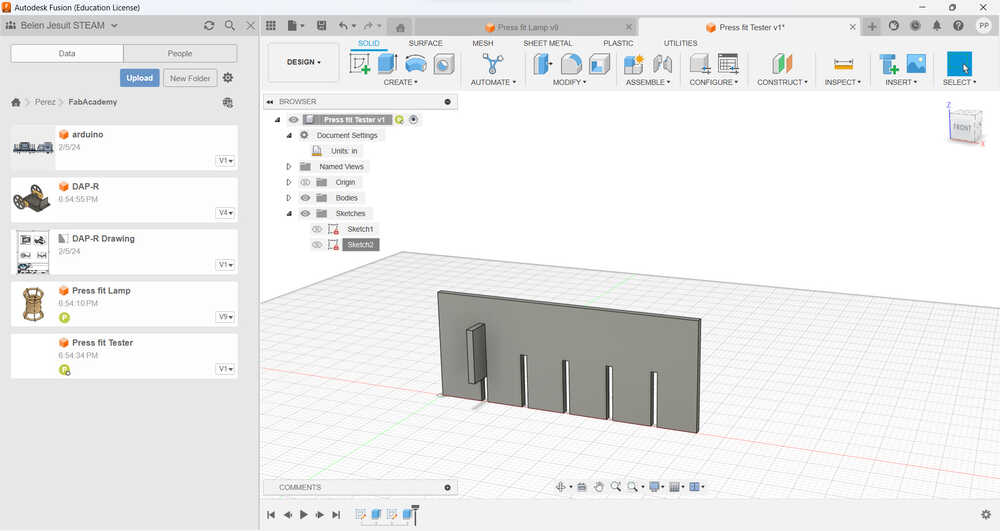 Autodesk Fusion (Education License)
Belen Jesuit STEAM
Press fit Lamp v9
Press fit Tester v1*
PP
Data
People
SOLID
SURFACE
MESH
SHEET METAL
PLASTIC
UTILITIES
DESIGN
Upload
New Folder
CREATE
AUTOMATE
MODIFY
ASSEMBLE
CONFIGURE
CONSTRUCT
INSPECT
INSERT
SELECT
Perez
FabAcademy
BROWSER
Press fit Tester v1
Document Settings
Units: in
Named Views
Origin
Bodies
Sketches
Sketch1
Sketch2
Z
FRONT
X
arduino
2/5/24
V1
DAP-R
6:54:55 PM
V4
DAP-R Drawing
2/5/24
V1
Press fit Lamp
6:54:10 PM
P
V9
Press fit Tester
6:54:34 PM
P
V1
COMMENTS